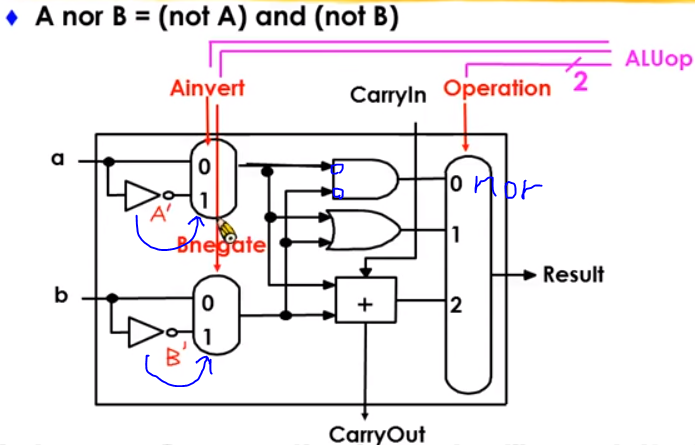 ♦ A nor B = (not A) and (not B)
ALUop
Ainvert
CarryIn
Operation
2
a
0
1
A'
0 nor
Bnegate
1
Result
b
0
1
B'
+
2
CarryOut